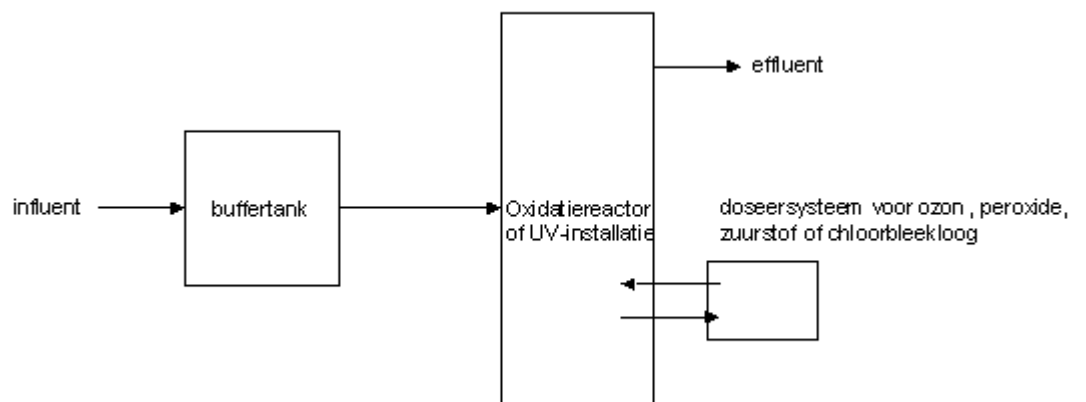 effluent
influent
buffertank
Oxidatiereactor
of UV-installatie
doseersysteem voor ozon, peroxide,
zuurstof of chloorbleekloog